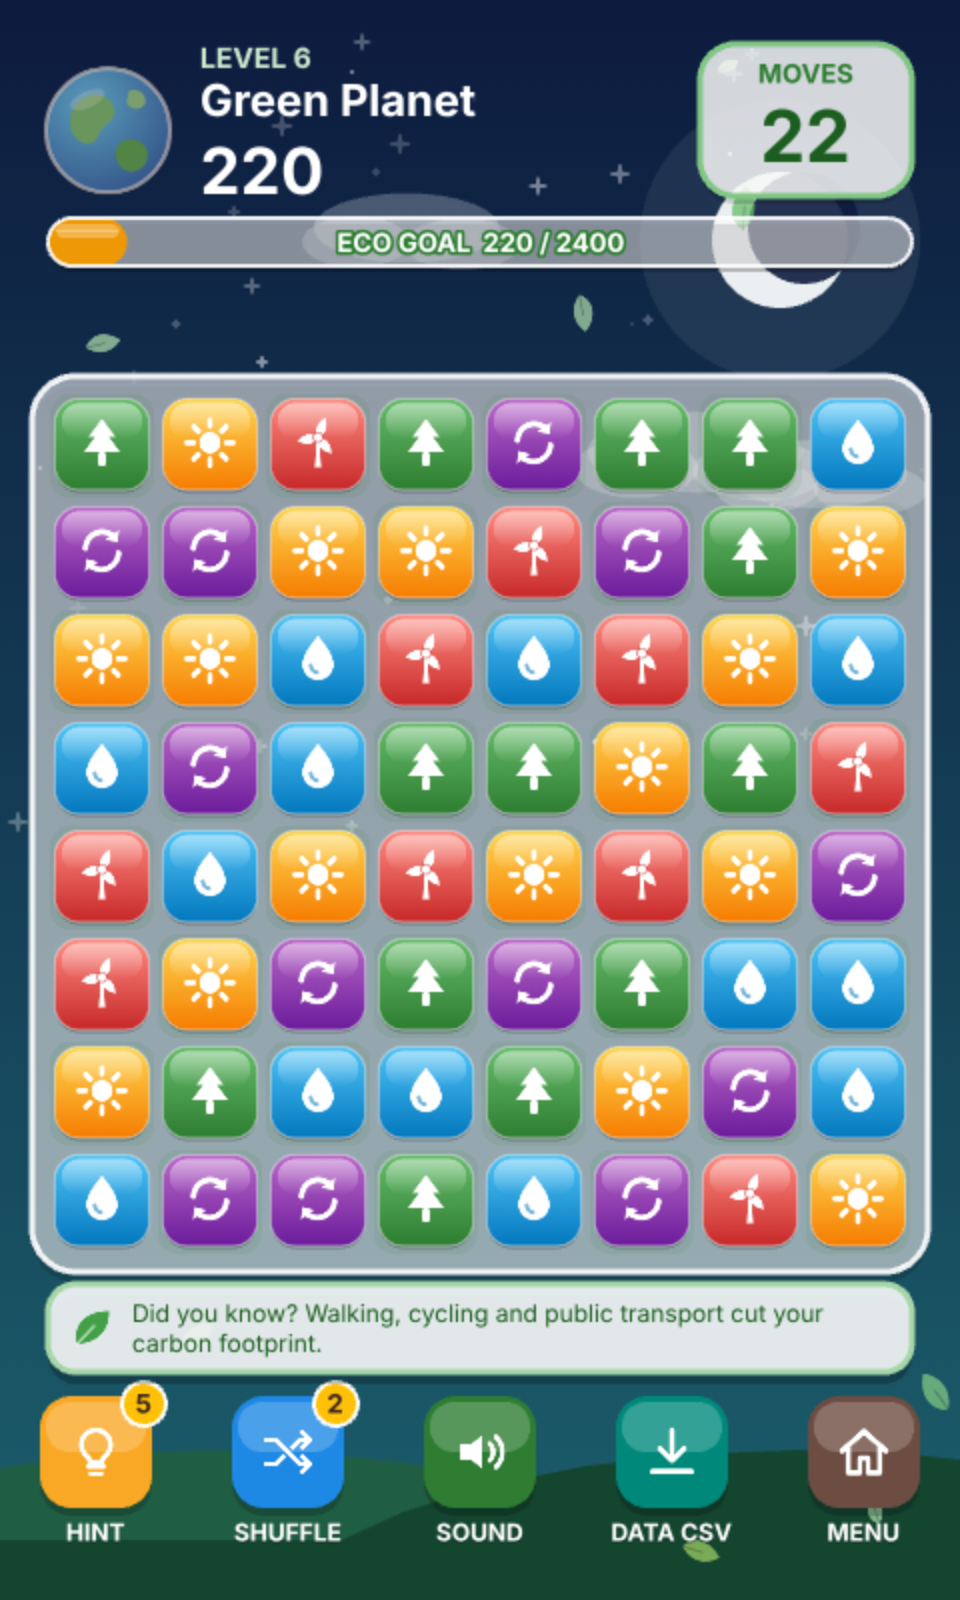 LEVEL 6
Green Planet
220
MOVES
22
ECO GOAL 220 / 2400
Did you know? Walking, cycling and public transport cut your
carbon footprint.
5
2
HINT
SHUFFLE
SOUND
DATA CSV
MENU